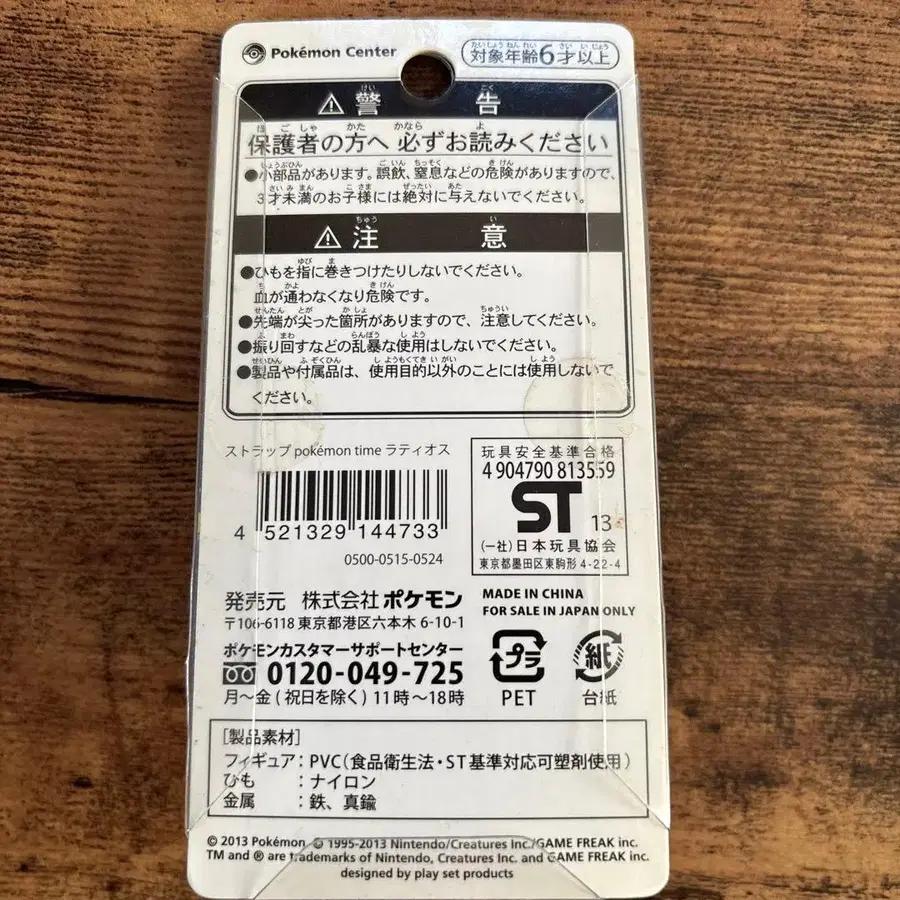 Pokémon Center
対象年齢6才以上
⚠警告
保護者の方へ 必ずお読みください
●小部品があります。誤飲、窒息などの危険がありますので、
3才未満のお子様には絶対に与えないでください。
⚠注意
●ひもを指に巻きつけたりしないでください。
血が通わなくなり危険です。
●先端が尖った箇所がありますので、注意してください。
●振り回すなどの乱暴な使用はしないでください。
●製品や付属品は、使用目的以外のことには使用しないで
ください。
ストラップ pokémon time ラティオス
4 521329 144733
0500-0515-0524
玩具安全基準合格
4 904790 813559
ST 13
(一社)日本玩具協会
東京都墨田区東駒形 4-22-4
発売元 株式会社 ポケモン
〒106-6118 東京都港区六本木 6-10-1
ポケモンカスタマーサポートセンター
0120-049-725
月〜金 ( 祝日を除く ) 11時〜18時
MADE IN CHINA
FOR SALE IN JAPAN ONLY
プラ
PET
紙
台紙
[製品素材]
フィギュア:PVC(食品衛生法・ST基準対応可塑剤使用)
ひも :ナイロン
金属 :鉄、真鍮
© 2013 Pokémon © 1995-2013 Nintendo/Creatures Inc./GAME FREAK inc.
TM and ® are trademarks of Nintendo, Creatures Inc. and GAME FREAK inc.
designed by play set products